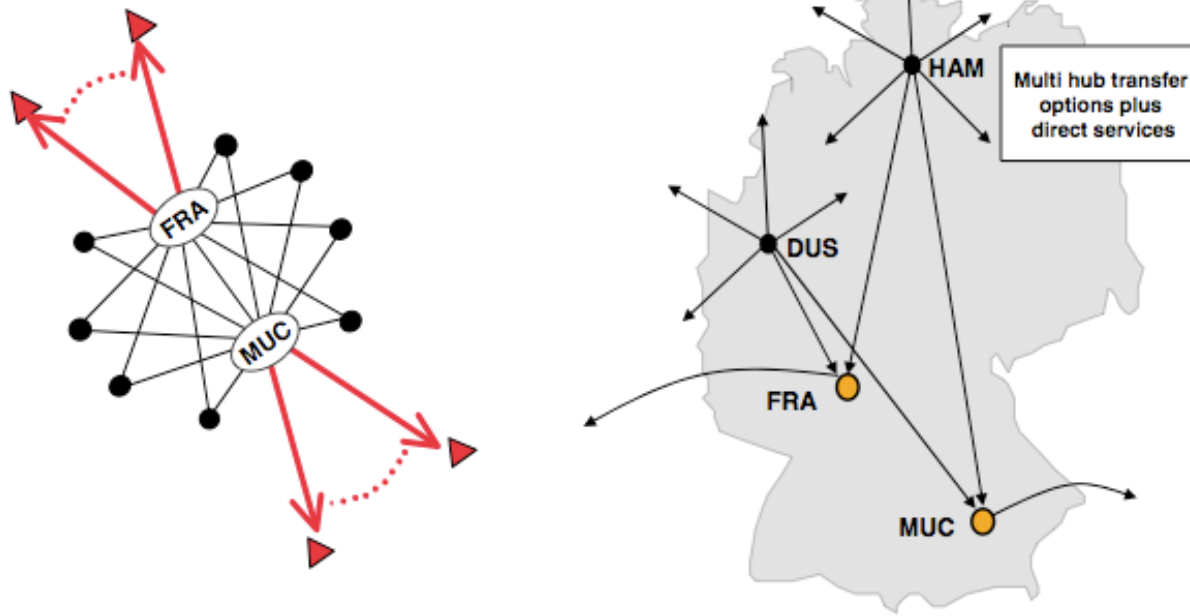 FRA
MUC
HAM
Multi hub transfer
options plus
direct services
DUS
FRA
MUC